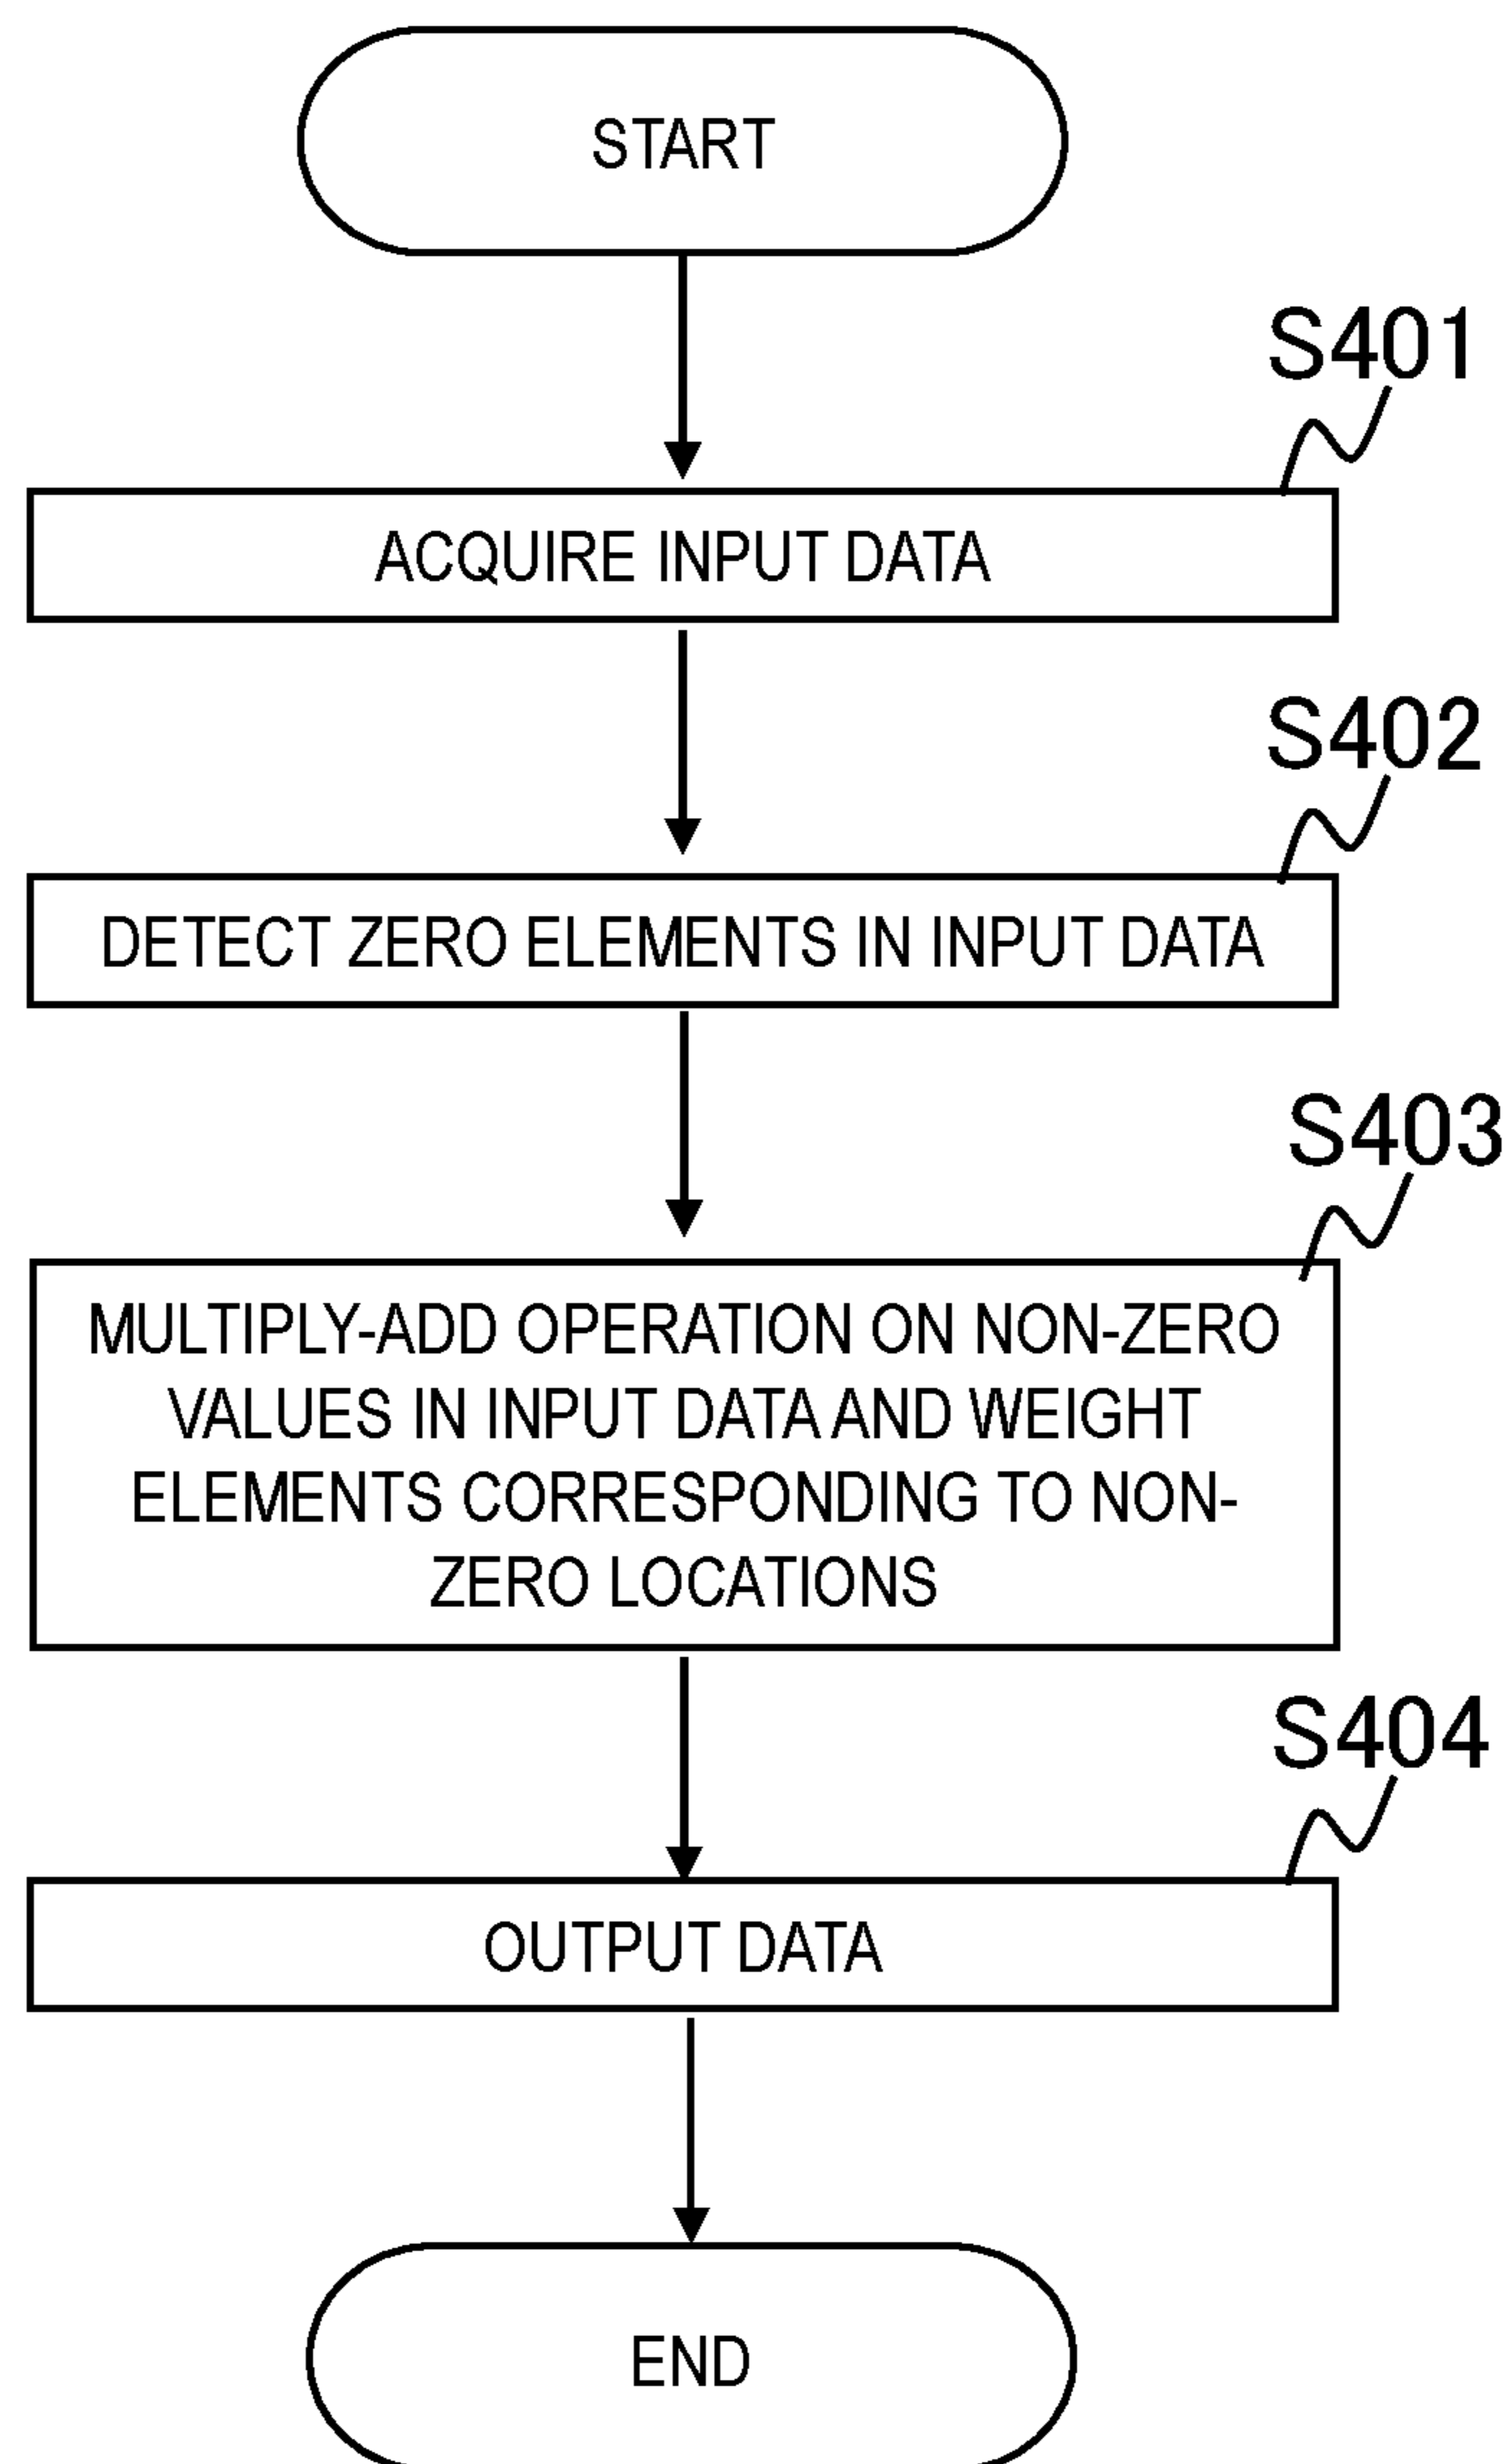 START
S401
ACQUIRE INPUT DATA
S402
DETECT ZERO ELEMENTS IN INPUT DATA
S403
MULTIPLY-ADD OPERATION ON NON-ZERO
VALUES IN INPUT DATA AND WEIGHT
ELEMENTS CORRESPONDING TO NON-
ZERO LOCATIONS
S404
OUTPUT DATA
END